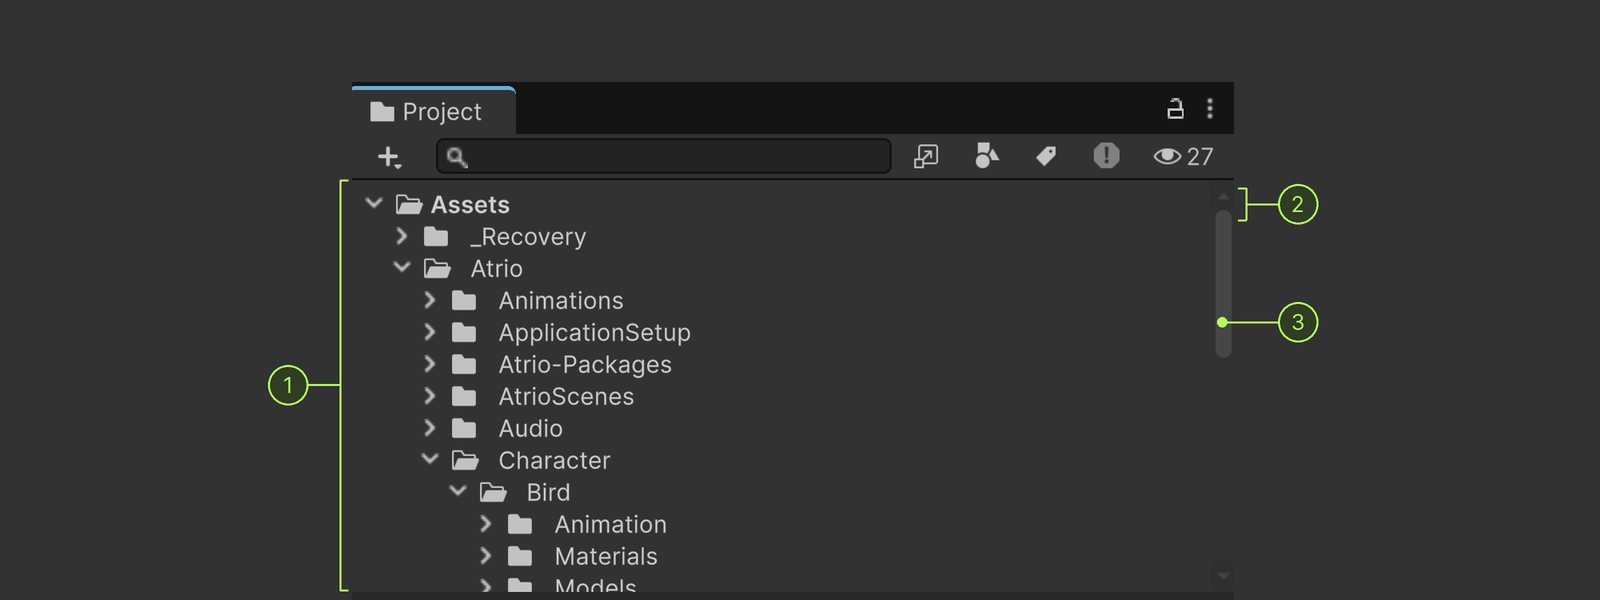 Project
27
Assets
2
_Recovery
Atrio
Animations
3
ApplicationSetup
Atrio-Packages
1
AtrioScenes
Audio
Character
Bird
Animation
Materials
Models